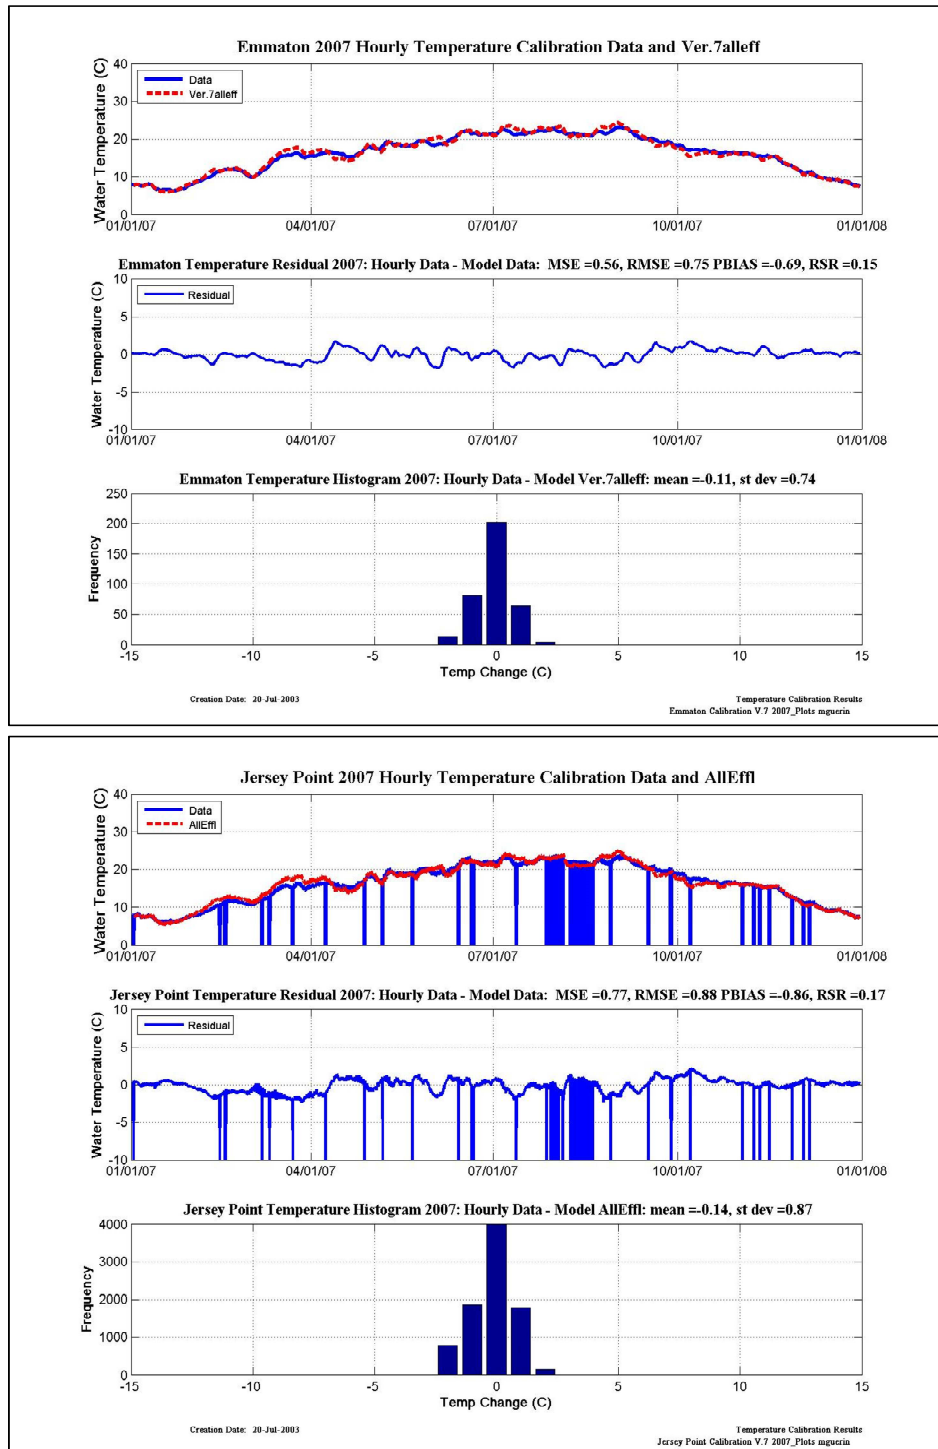 Emmaton 2007 Hourly Temperature Calibration Data and Ver.7alleff
Water Temperature (C)
40
30
20
10
0
Data
Ver.7alleff
01/01/07 04/01/07 07/01/07 10/01/07 01/01/08
Emmaton Temperature Residual 2007: Hourly Data - Model Data: MSE =0.56, RMSE =0.75 PBIAS =-0.69, RSR =0.15
Water Temperature (C)
10
5
0
-5
-10
Residual
01/01/07 04/01/07 07/01/07 10/01/07 01/01/08
Emmaton Temperature Histogram 2007: Hourly Data - Model Ver.7alleff: mean =-0.11, st dev =0.74
Frequency
250
200
150
100
50
0
-15 -10 -5 0 5 10 15
Temp Change (C)
Creation Date: 20-Jul-2003
Temperature Calibration Results
Emmaton Calibration V.7 2007_Plots mguerin
Jersey Point 2007 Hourly Temperature Calibration Data and AllEffl
Water Temperature (C)
40
30
20
10
0
Data
AllEffl
01/01/07 04/01/07 07/01/07 10/01/07 01/01/08
Jersey Point Temperature Residual 2007: Hourly Data - Model Data: MSE =0.77, RMSE =0.88 PBIAS =-0.86, RSR =0.17
Water Temperature (C)
10
5
0
-5
-10
Residual
01/01/07 04/01/07 07/01/07 10/01/07 01/01/08
Jersey Point Temperature Histogram 2007: Hourly Data - Model AllEffl: mean =-0.14, st dev =0.87
Frequency
4000
3000
2000
1000
0
-15 -10 -5 0 5 10 15
Temp Change (C)
Creation Date: 20-Jul-2003
Temperature Calibration Results
Jersey Point Calibration V.7 2007_Plots mguerin